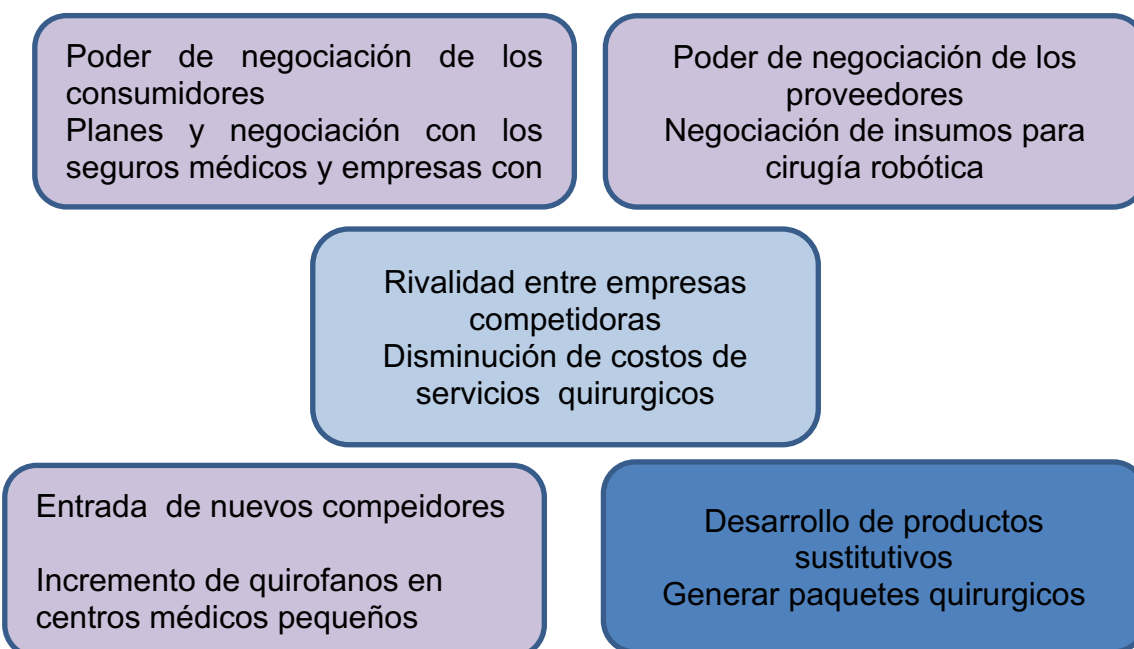 Poder de negociación de los
consumidores
Planes y negociación con los
seguros médicos y empresas con
Poder de negociación de los
proveedores
Negociación de insumos para
cirugía robótica
Rivalidad entre empresas
competidoras
Disminución de costos de
servicios quirurgicos
Entrada de nuevos compeidores
Incremento de quirofanos en
centros médicos pequeños
Desarrollo de productos
sustitutivos
Generar paquetes quirurgicos